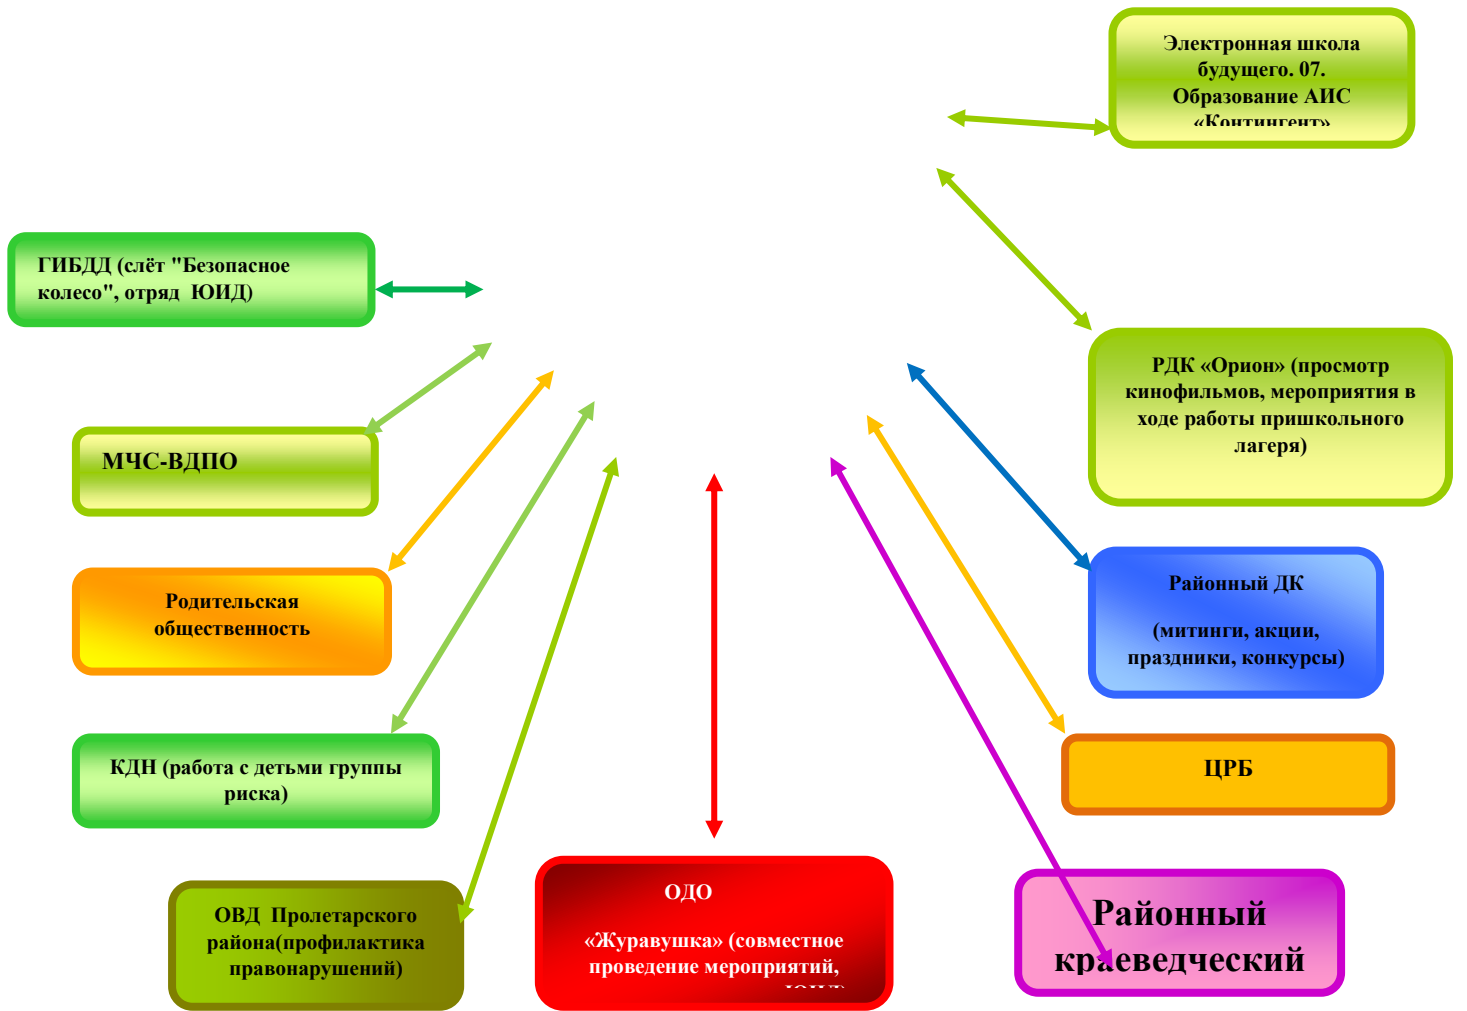 Электронная школа
будущего. 07.
Образование АИС
«Контингент»
ГИБДД (слёт "Безопасное
колесо", отряд  ЮИД)
РДК «Орион» (просмотр
кинофильмов, мероприятия в
ходе работы пришкольного
лагеря)
МЧС-ВДПО
Районный ДК
(митинги, акции,
праздники, конкурсы)
Родительская
общественность
КДН (работа с детьми группы
риска)
ЦРБ
ОВД  Пролетарского
района(профилактика
правонарушений)
ОДО
«Журавушка» (совместное
проведение мероприятий,
Районный
краеведческий